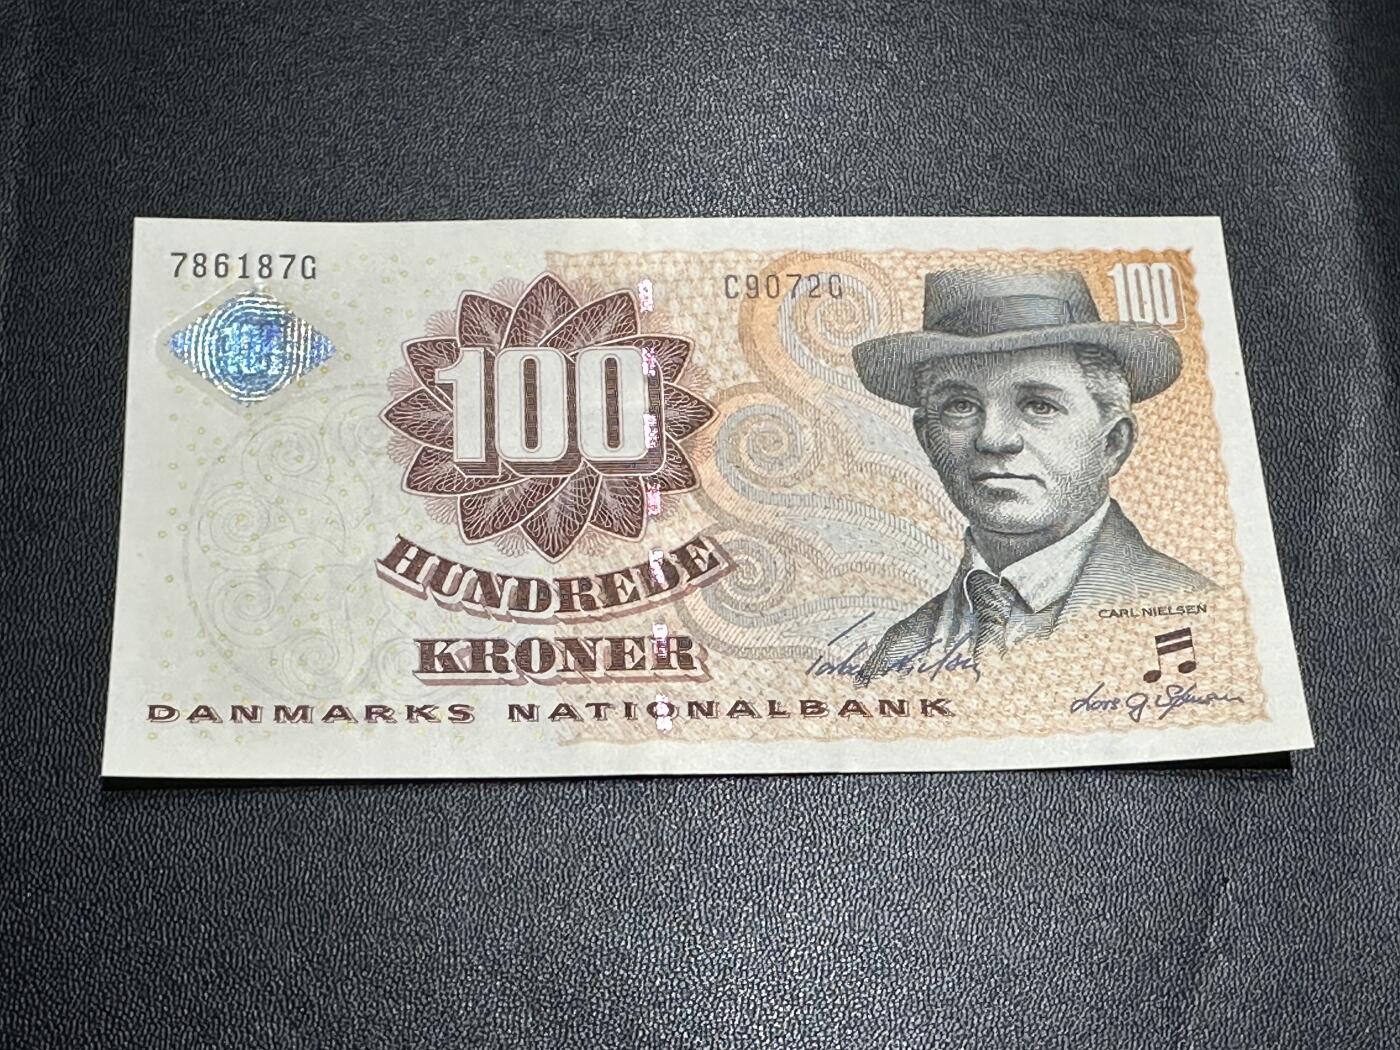 786187G
C9072G
100
100
HUNDREDE
KRONER
CARL NIELSEN
DANMARKS NATIONALBANK